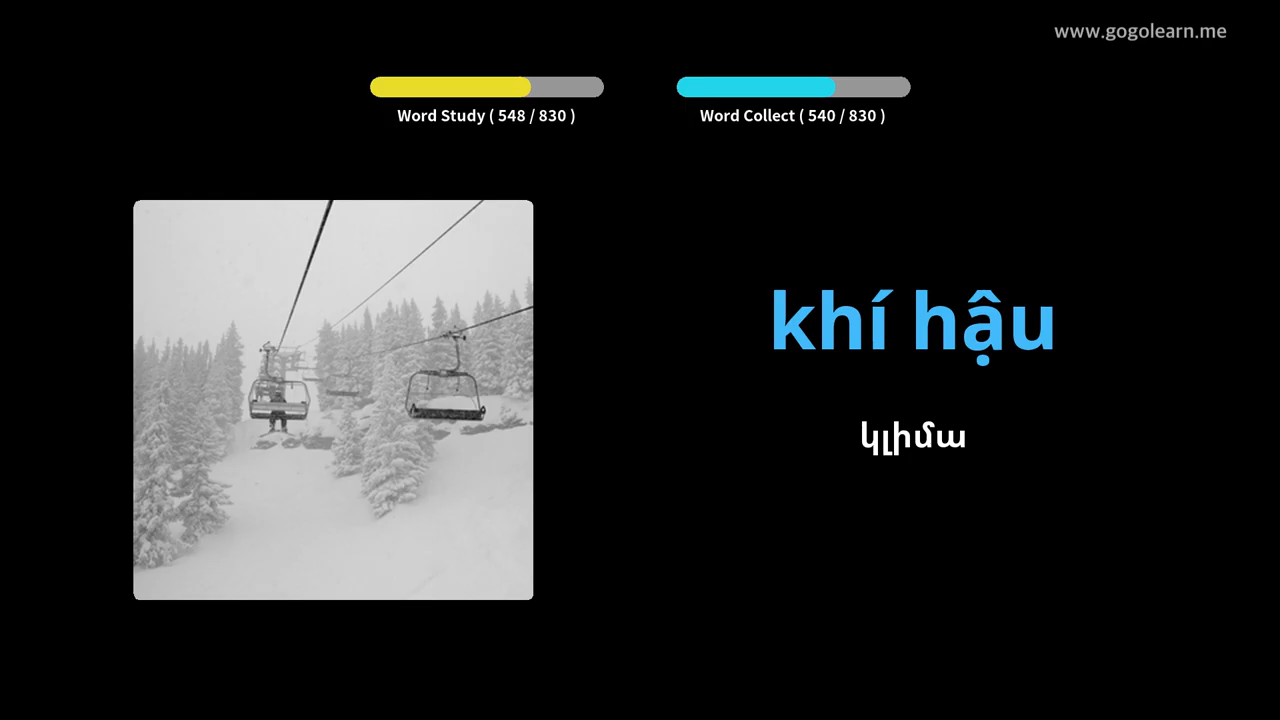 www.gogolearn.me
Word Study ( 548 / 830 )
Word Collect ( 540 / 830 )
khí hậu
կլիմա